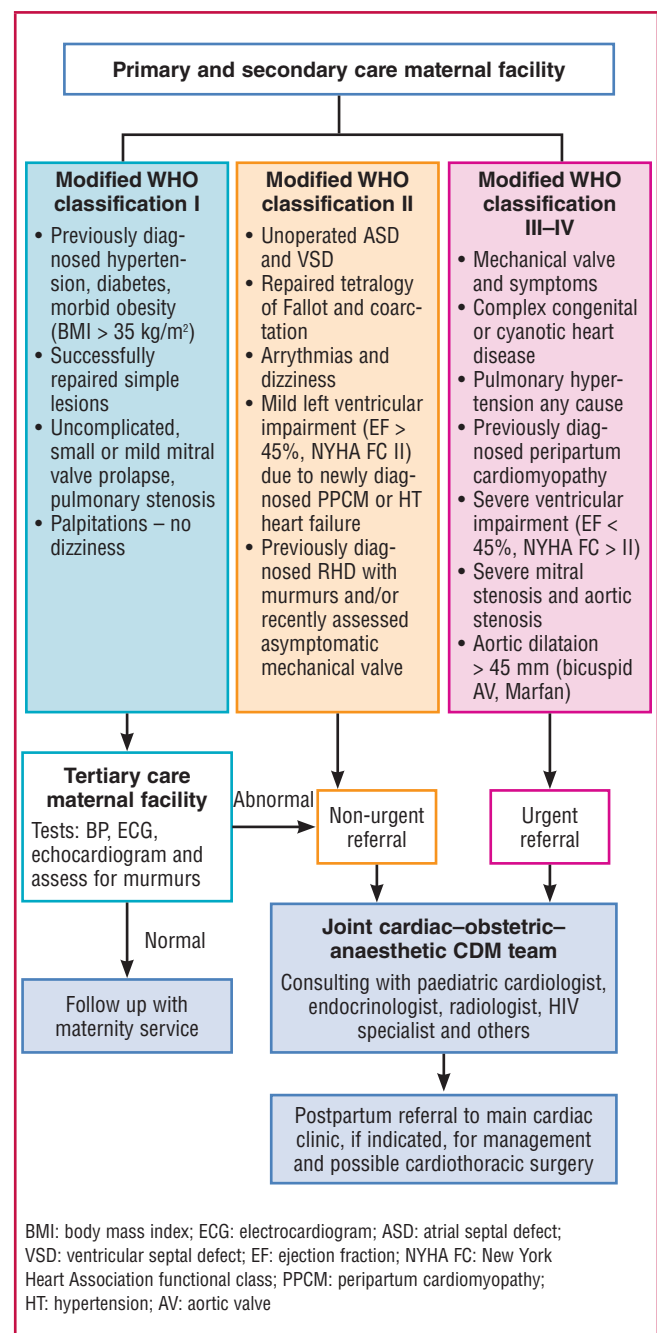 Primary and secondary care maternal facility
Modified WHO
classification I
• Previously diag-
nosed hyperten-
sion, diabetes,
morbid obesity
(BMI > 35 kg/m²)
• Successfully
repaired simple
lesions
• Uncomplicated,
small or mild mitral
valve prolapse,
pulmonary stenosis
• Palpitations – no
dizziness
Modified WHO
classification II
• Unoperated ASD
and VSD
• Repaired tetralogy
of Fallot and coarc-
tation
• Arrythmias and
dizziness
• Mild left ventricular
impairment (EF >
45%, NYHA FC II)
due to newly diag-
nosed PPCM or HT
heart failure
• Previously diag-
nosed RHD with
murmurs and/or
recently assessed
asymptomatic
mechanical valve
Modified WHO
classification
III–IV
• Mechanical valve
and symptoms
• Complex congenital
or cyanotic heart
disease
• Pulmonary hyper-
tension any cause
• Previously diag-
nosed peripartum
cardiomyopathy
• Severe ventricular
impairment (EF <
45%, NYHA FC > II)
• Severe mitral
stenosis and aortic
stenosis
• Aortic dilataion
> 45 mm (bicuspid
AV, Marfan)
Tertiary care
maternal facility
Tests: BP, ECG,
echocardiogram and
assess for murmurs
Abnormal
Non-urgent
referral
Urgent
referral
Normal
Follow up with
maternity service
Joint cardiac–obstetric–
anaesthetic CDM team
Consulting with paediatric cardiologist,
endocrinologist, radiologist, HIV
specialist and others
Postpartum referral to main cardiac
clinic, if indicated, for management
and possible cardiothoracic surgery
BMI: body mass index; ECG: electrocardiogram; ASD: atrial septal defect;
VSD: ventricular septal defect; EF: ejection fraction; NYHA FC: New York
Heart Association functional class; PPCM: peripartum cardiomyopathy;
HT: hypertension; AV: aortic valve